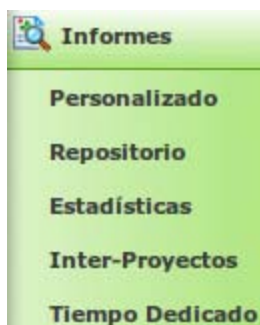 Informes
Personalizado
Repositorio
Estadísticas
Inter-Proyectos
Tiempo Dedicado